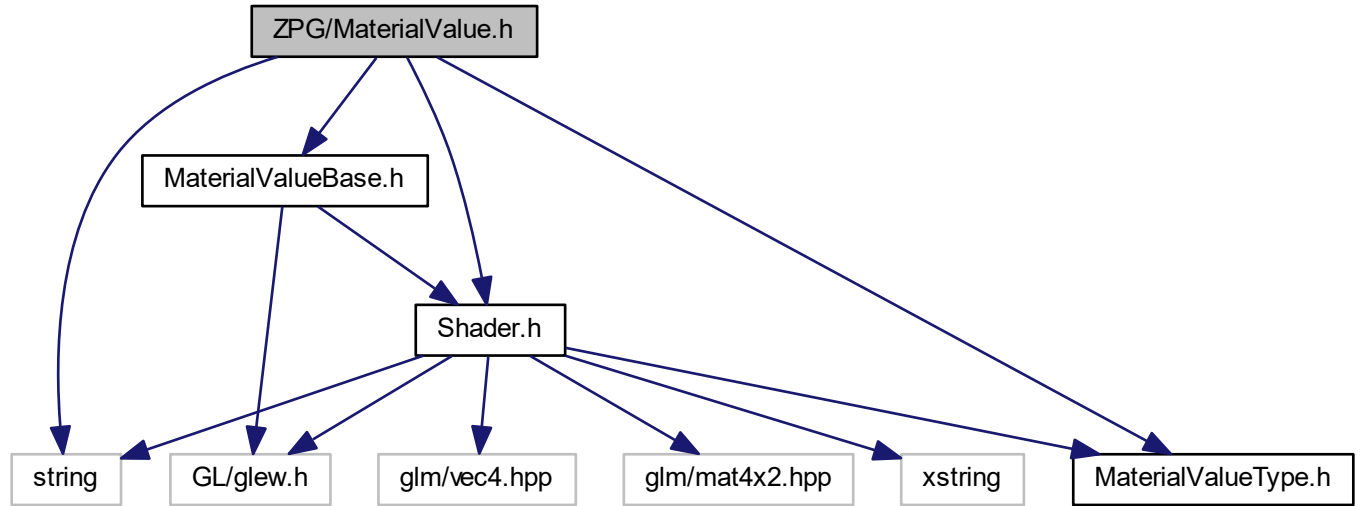 ZPG/MaterialValue.h
MaterialValueBase.h
Shader.h
string
GL/glew.h
glm/vec4.hpp
glm/mat4x2.hpp
xstring
MaterialValueType.h